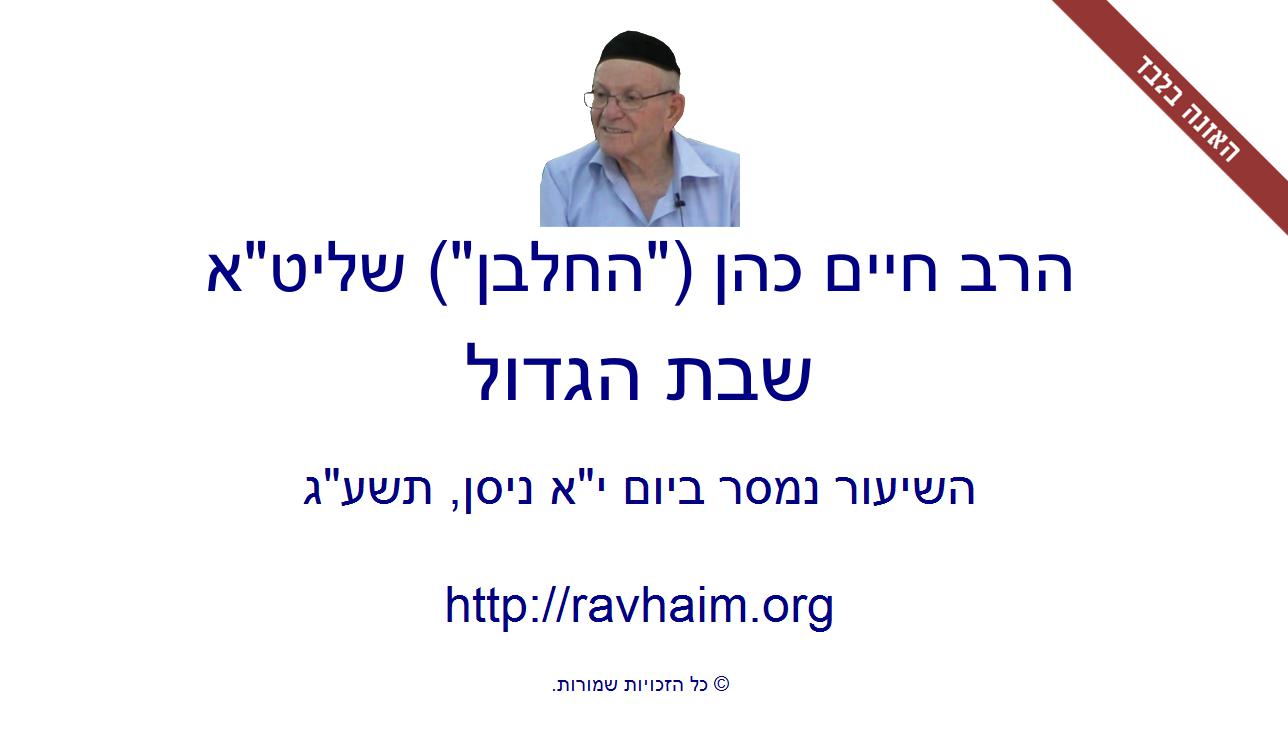 האזנה בלבד
הרב חיים כהן ("החלבן") שליט"א
שבת הגדול
השיעור נמסר ביום י"א ניסן, תשע"ג
http://ravhaim.org
© כל הזכויות שמורות.